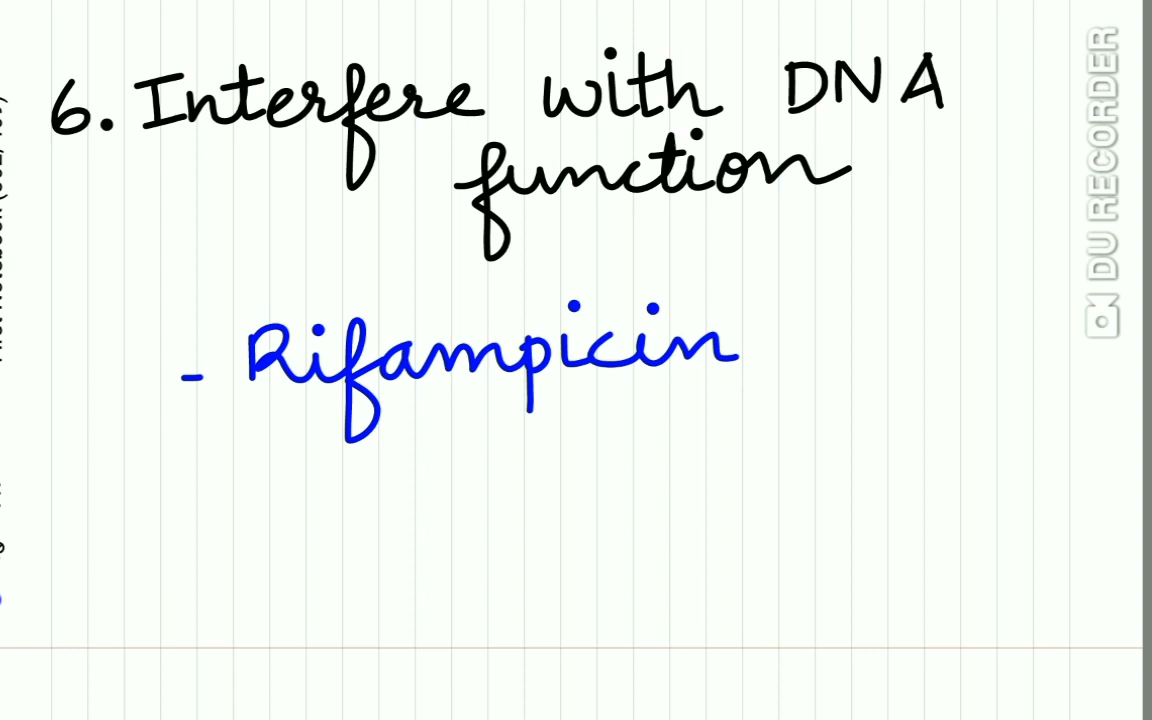 6. Interfere with DNA
function
- Rifampicin
DU RECORDER